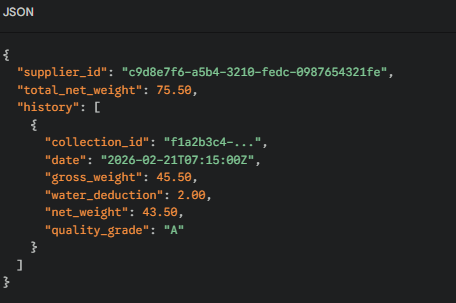 JSON
{
  "supplier_id": "c9d8e7f6-a5b4-3210-fedc-0987654321fe",
  "total_net_weight": 75.50,
  "history": [
    {
      "collection_id": "f1a2b3c4-...",
      "date": "2026-02-21T07:15:00Z",
      "gross_weight": 45.50,
      "water_deduction": 2.00,
      "net_weight": 43.50,
      "quality_grade": "A"
    }
  ]
}